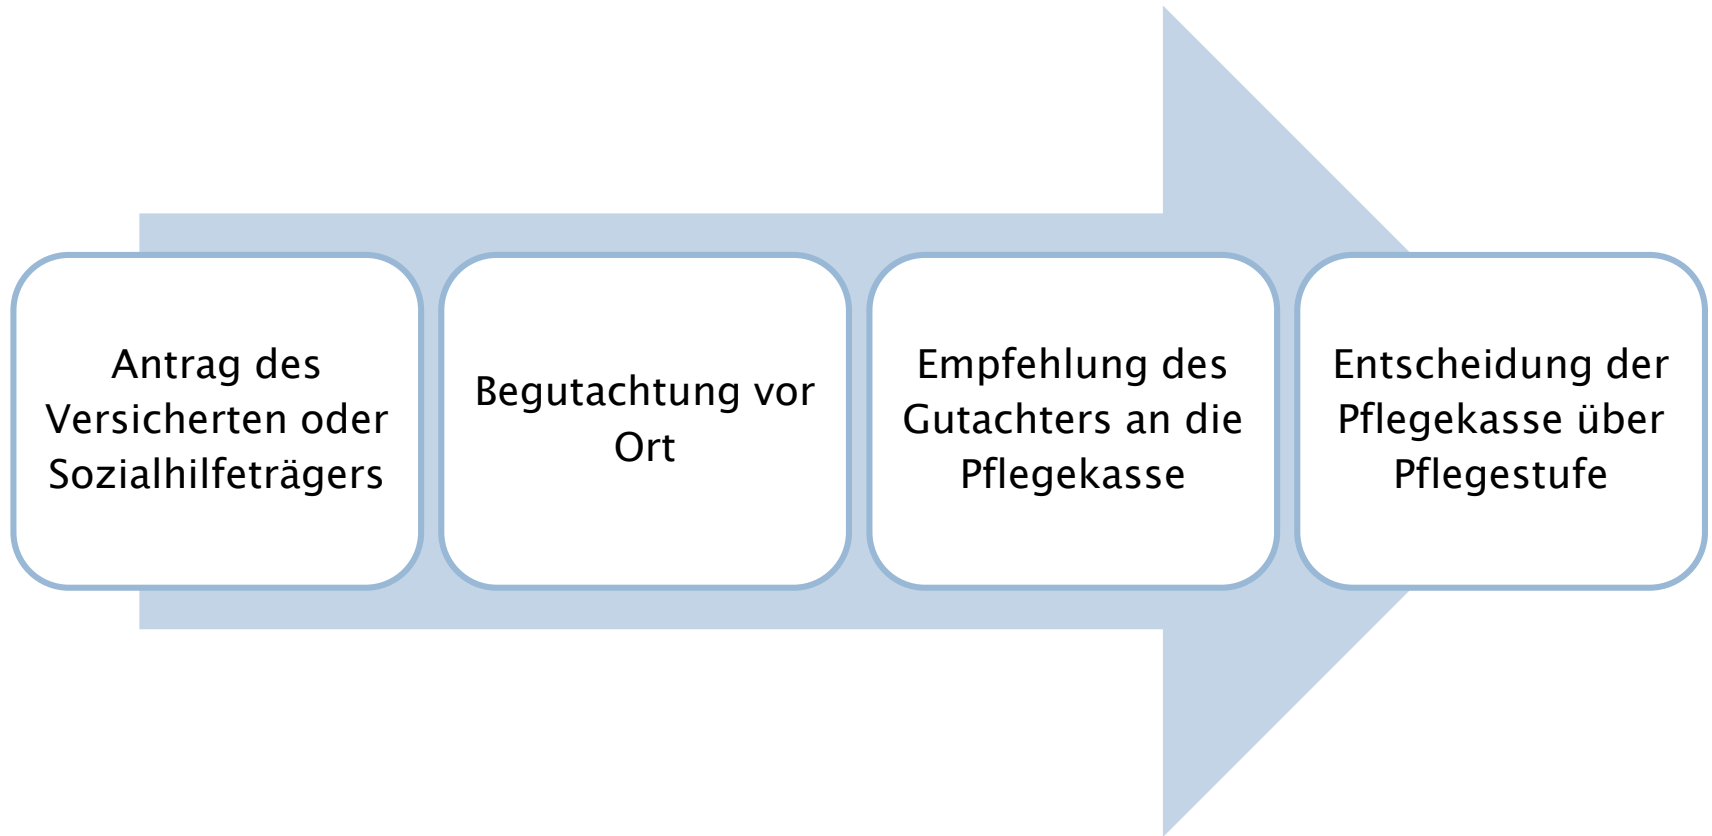 Antrag des
Versicherten oder
Sozialhilfeträgers
Begutachtung vor
Ort
Empfehlung des
Gutachters an die
Pflegekasse
Entscheidung der
Pflegekasse über
Pflegestufe